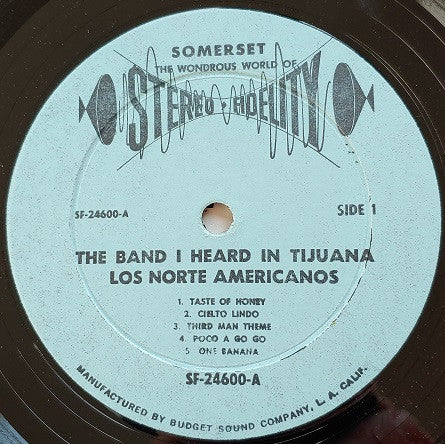 SOMERSET
THE WONDROUS WORLD OF
STEREO-FIDELITY
SF-24600-A
SIDE 1
THE BAND I HEARD IN TIJUANA
LOS NORTE AMERICANOS
1. TASTE OF HONEY
2. CIELTO LINDO
3. THIRD MAN THEME
4. POCO A GO GO
5. ONE BANANA
SF-24600-A
MANUFACTURED BY BUDGET SOUND COMPANY, L. A. CALIF.